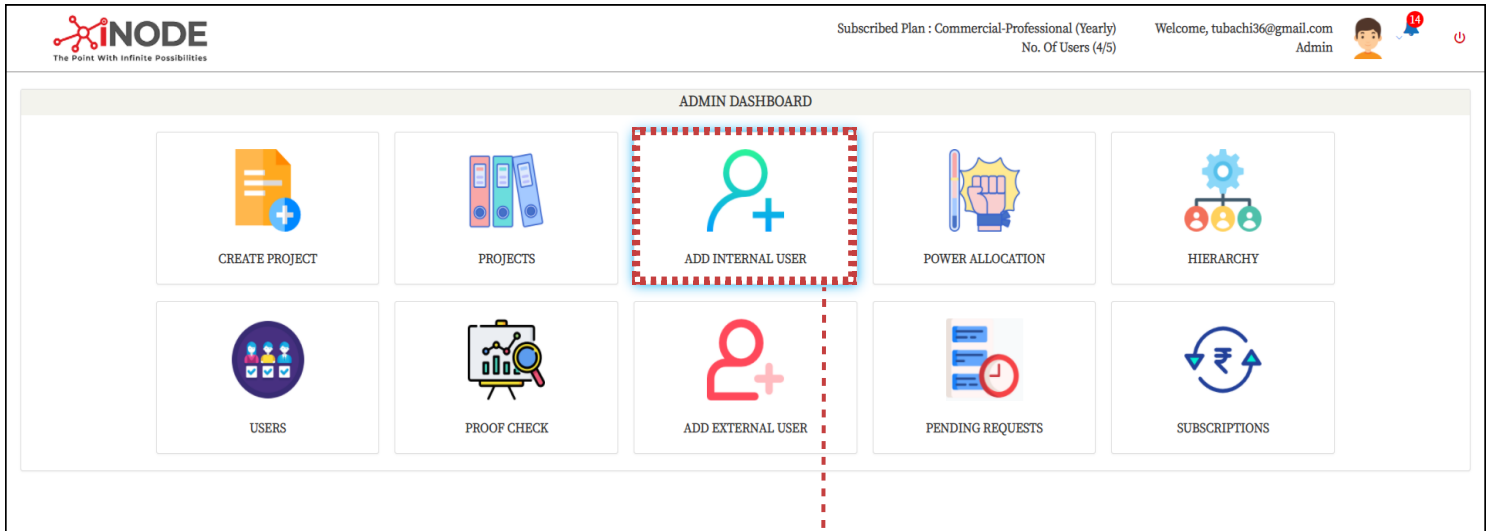 iNODE
The Point With Infinite Possibilities
Subscribed Plan : Commercial-Professional (Yearly)
No. Of Users (4/5)
Welcome, tubachi36@gmail.com
Admin
14
ADMIN DASHBOARD
CREATE PROJECT
PROJECTS
ADD INTERNAL USER
POWER ALLOCATION
HIERARCHY
USERS
PROOF CHECK
ADD EXTERNAL USER
PENDING REQUESTS
₹
SUBSCRIPTIONS